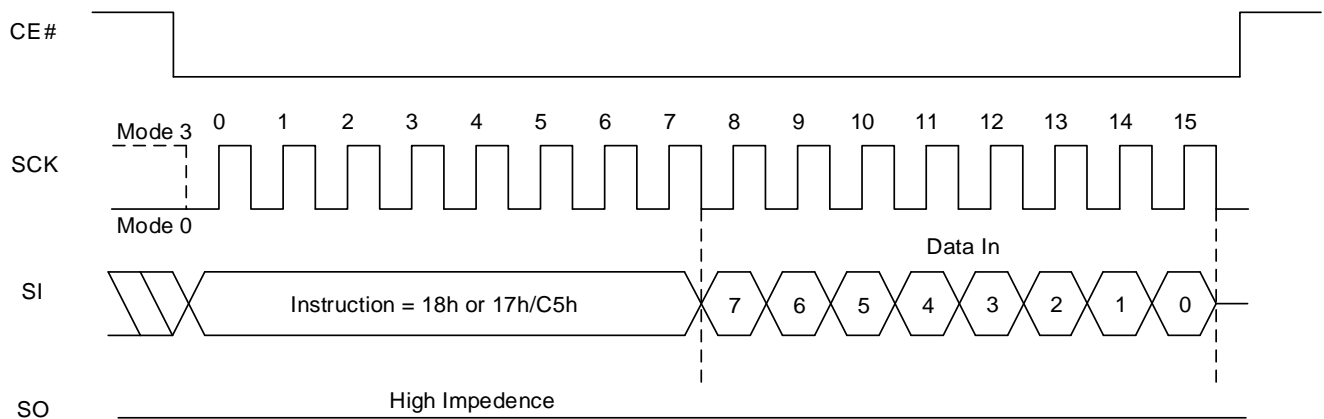 CE#
Mode 3
0 1 2 3 4 5 6 7 8 9 10 11 12 13 14 15
SCK
Mode 0
Data In
SI
Instruction = 18h or 17h/C5h
7 6 5 4 3 2 1 0
High Impedence
SO